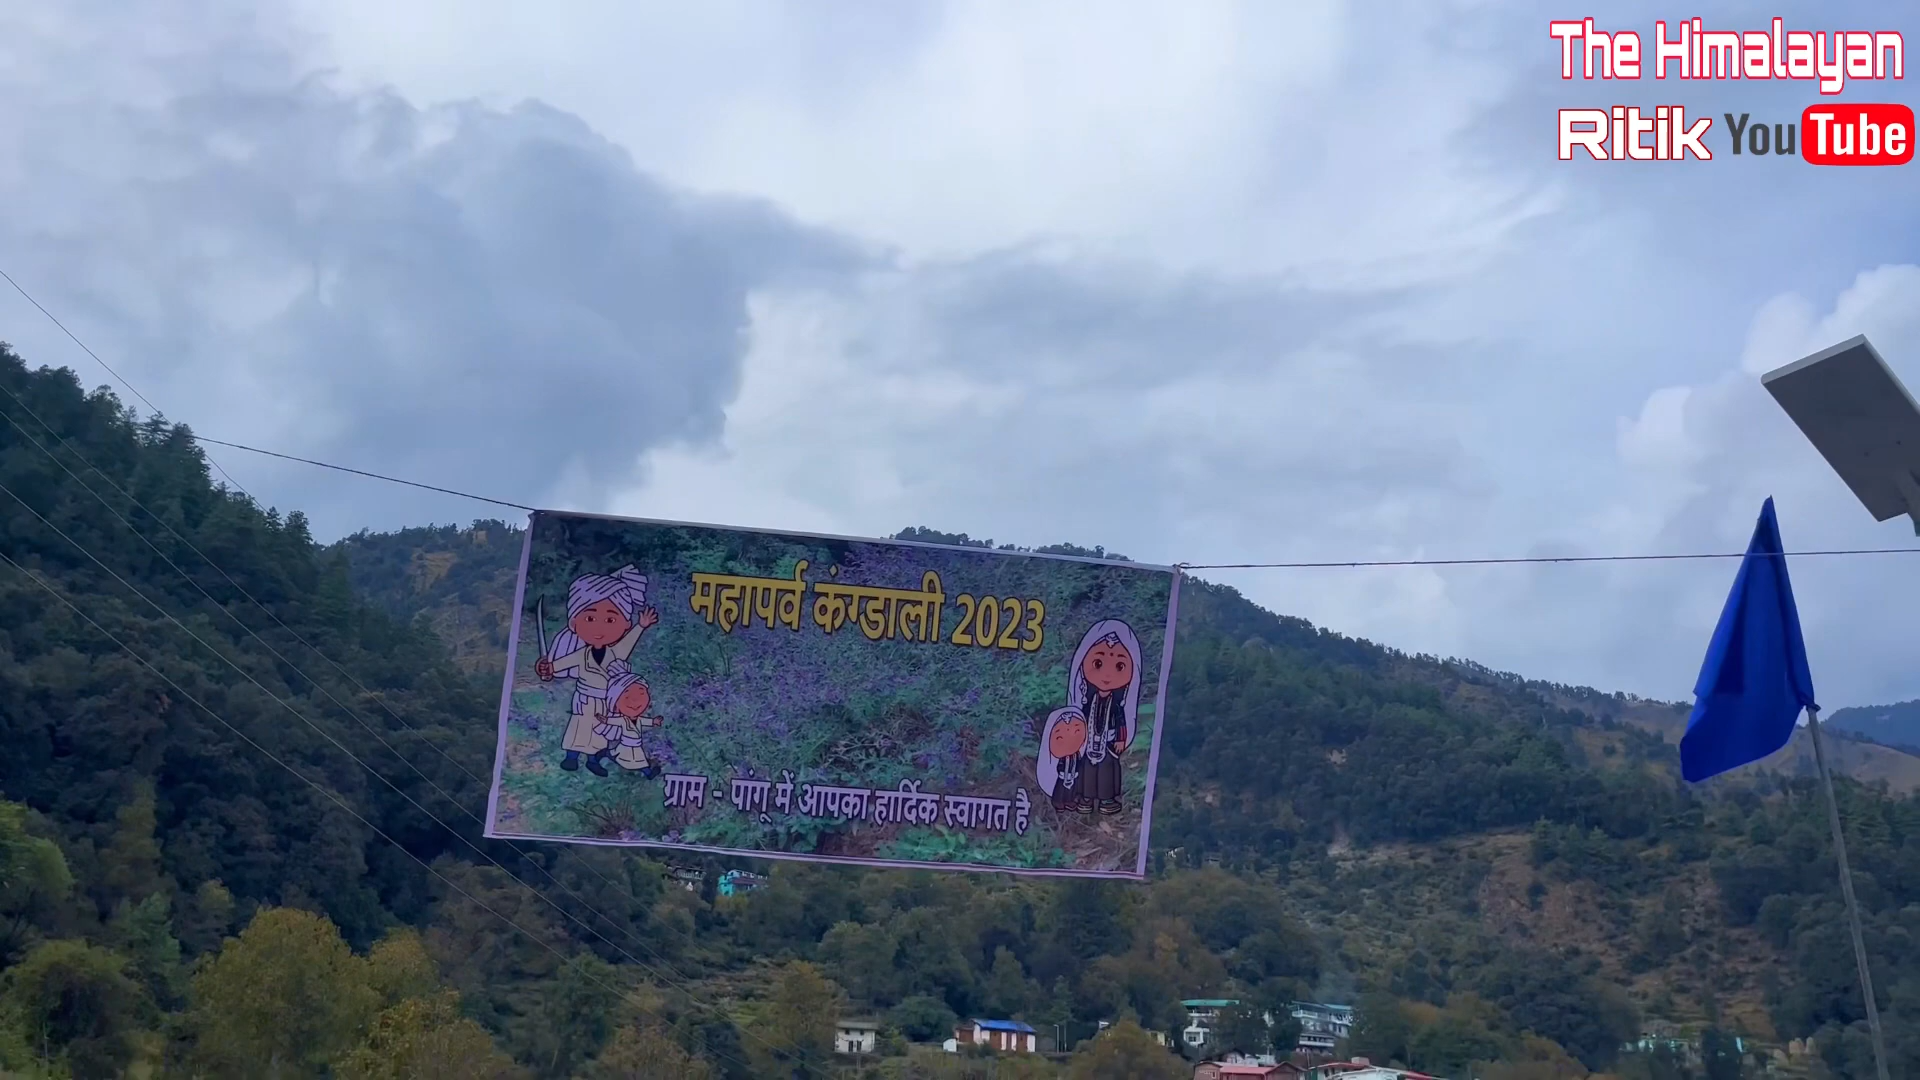 The Himalayan
Ritik YouTube
महापर्व कंग्डाली 2023
ग्राम - पांगू में आपका हार्दिक स्वागत है